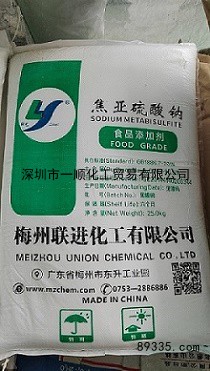 焦亚硫酸钠
SODIUM METABISULFITE
食品添加剂
FOOD GRADE
深圳市一顺化工贸易有限公司
(Shelf Life): 六个月
(Net Weight): 25.0kg
梅州联进化工有限公司
MEIZHOU UNION CHEMICAL CO.,LTD
广东省梅州市东升工业园
www.mzchem.com 0753-2886886
MADE IN CHINA
89335.com